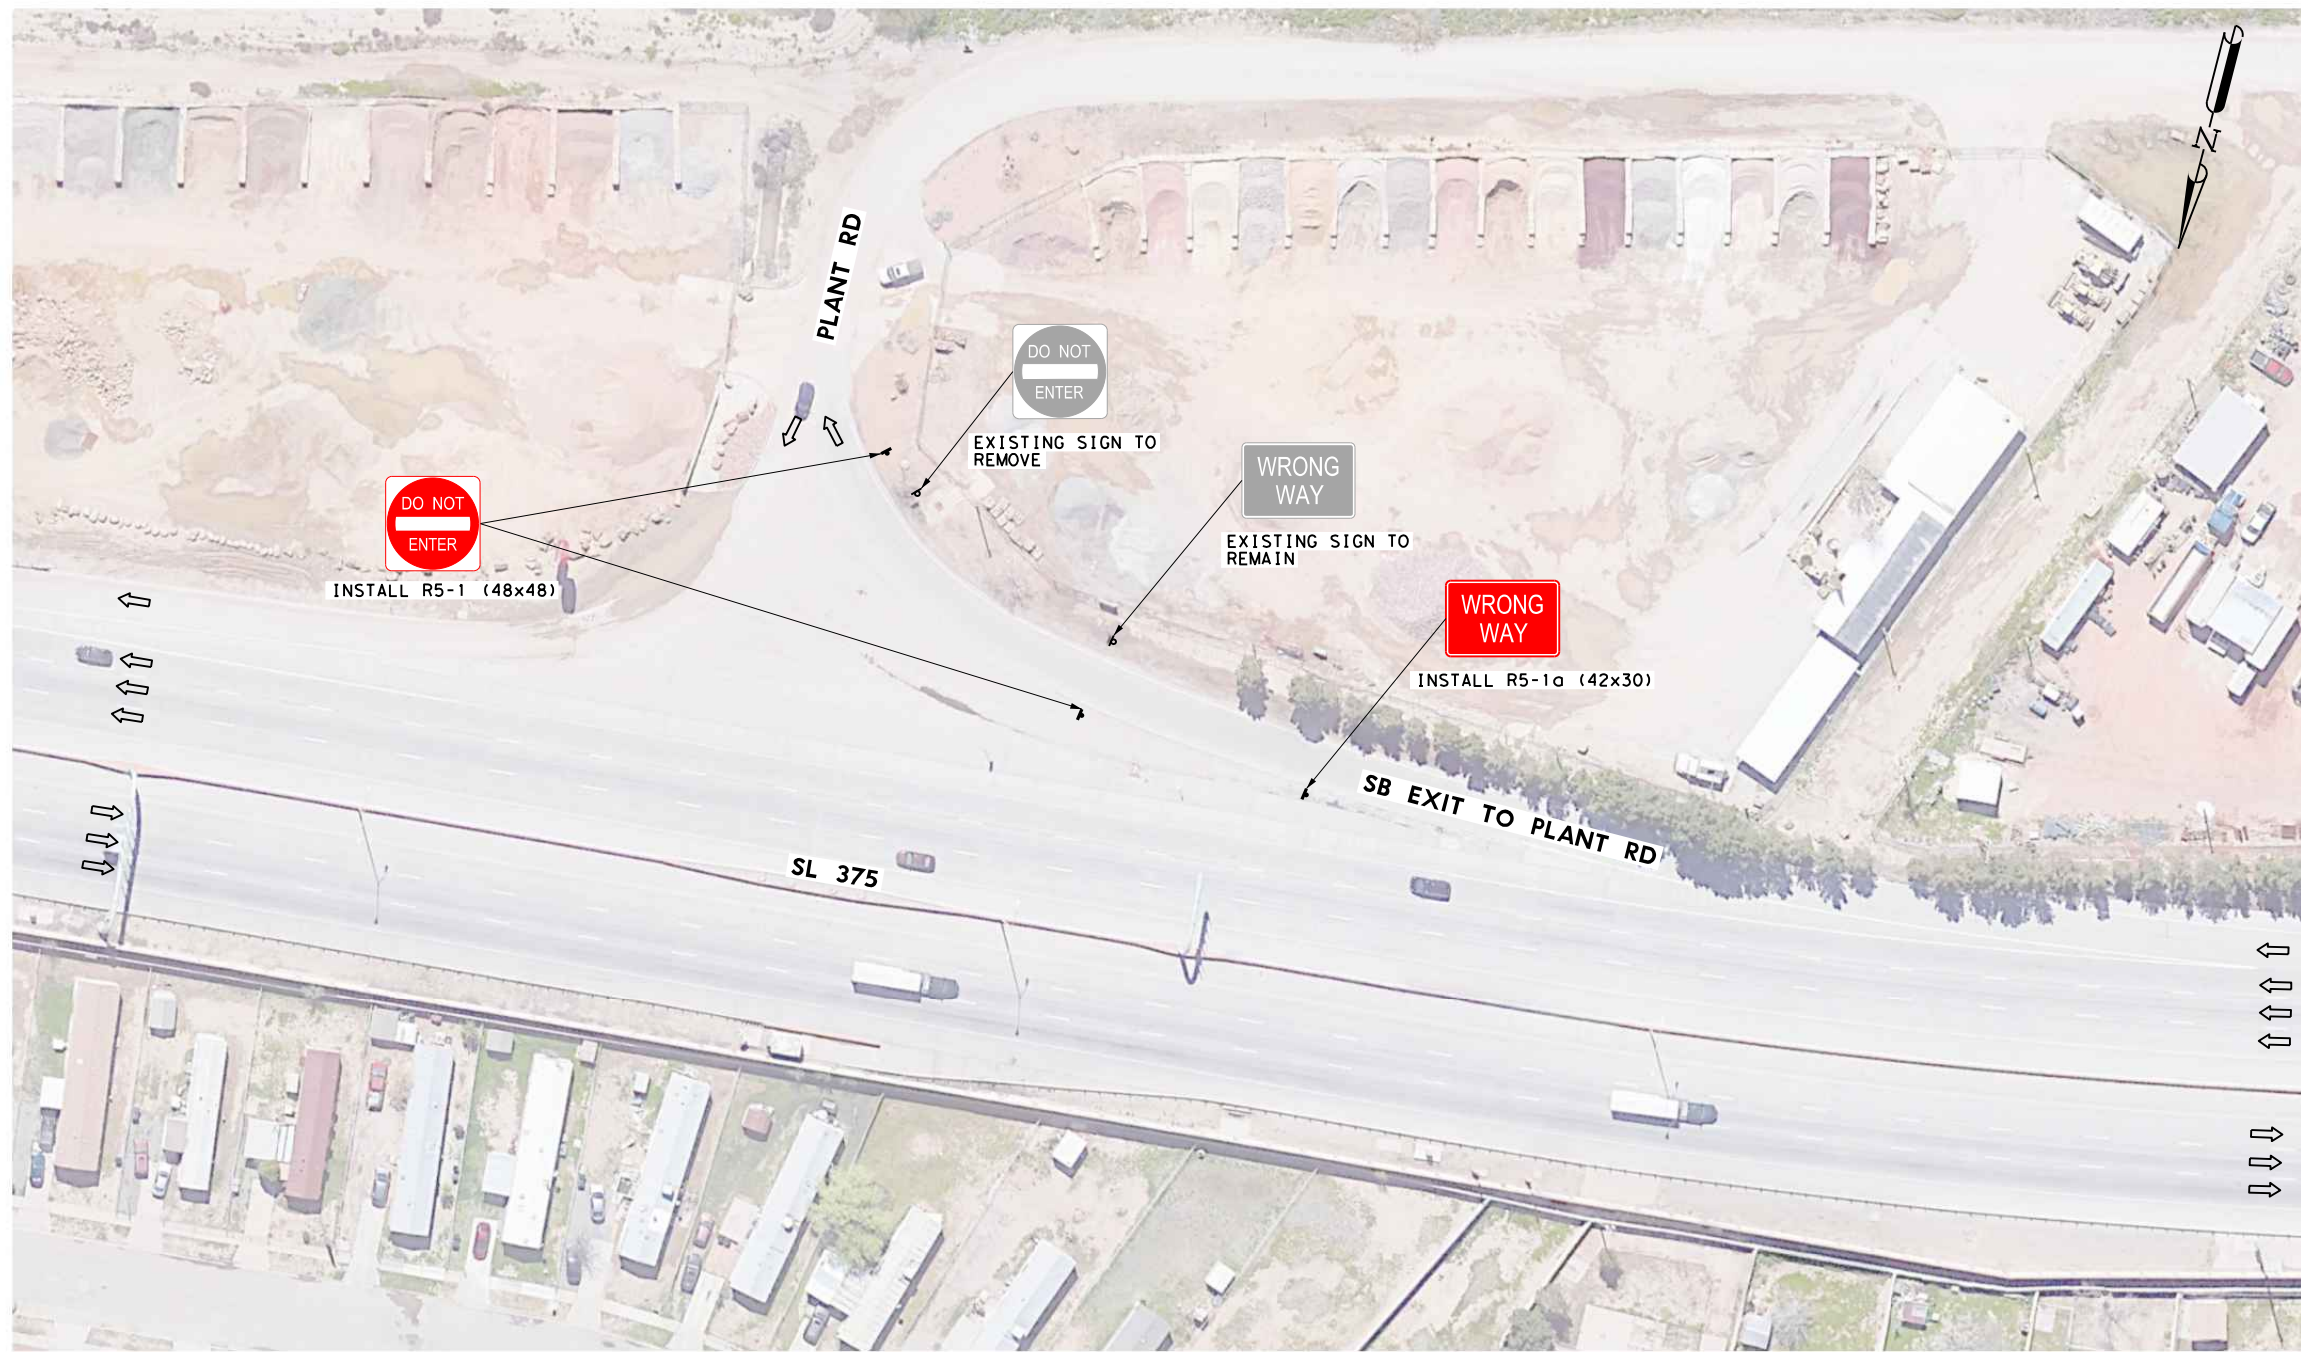 N
PLANT RD
DO NOT
ENTER
EXISTING SIGN TO
REMOVE
WRONG
WAY
EXISTING SIGN TO
REMAIN
DO NOT
ENTER
INSTALL R5-1 (48x48)
WRONG
WAY
INSTALL R5-1a (42x30)
SB EXIT TO PLANT RD
SL 375